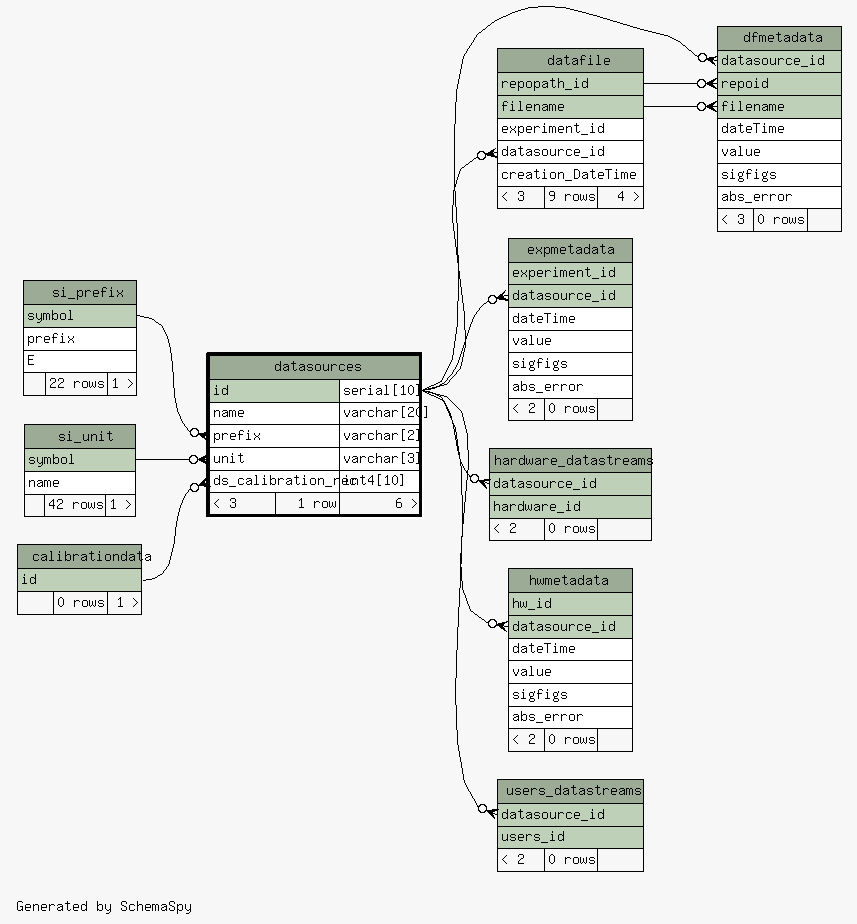 dfmetadata
datasource_id
repoid
filename
dateTime
value
sigfigs
abs_error
< 3 0 rows
datafile
repopath_id
filename
experiment_id
datasource_id
creation_DateTime
< 3 9 rows 4 >
expmetadata
experiment_id
datasource_id
dateTime
value
sigfigs
abs_error
< 2 0 rows
si_prefix
symbol
prefix
E
22 rows 1 >
datasources
id serial[10]
name varchar[20]
prefix varchar[2]
unit varchar[3]
ds_calibration_rec int4[10]
< 3 1 row 6 >
si_unit
symbol
name
42 rows 1 >
hardware_datastreams
datasource_id
hardware_id
< 2 0 rows
calibrationdata
id
0 rows 1 >
hwmetadata
hw_id
datasource_id
dateTime
value
sigfigs
abs_error
< 2 0 rows
users_datastreams
datasource_id
users_id
< 2 0 rows
Generated by SchemaSpy